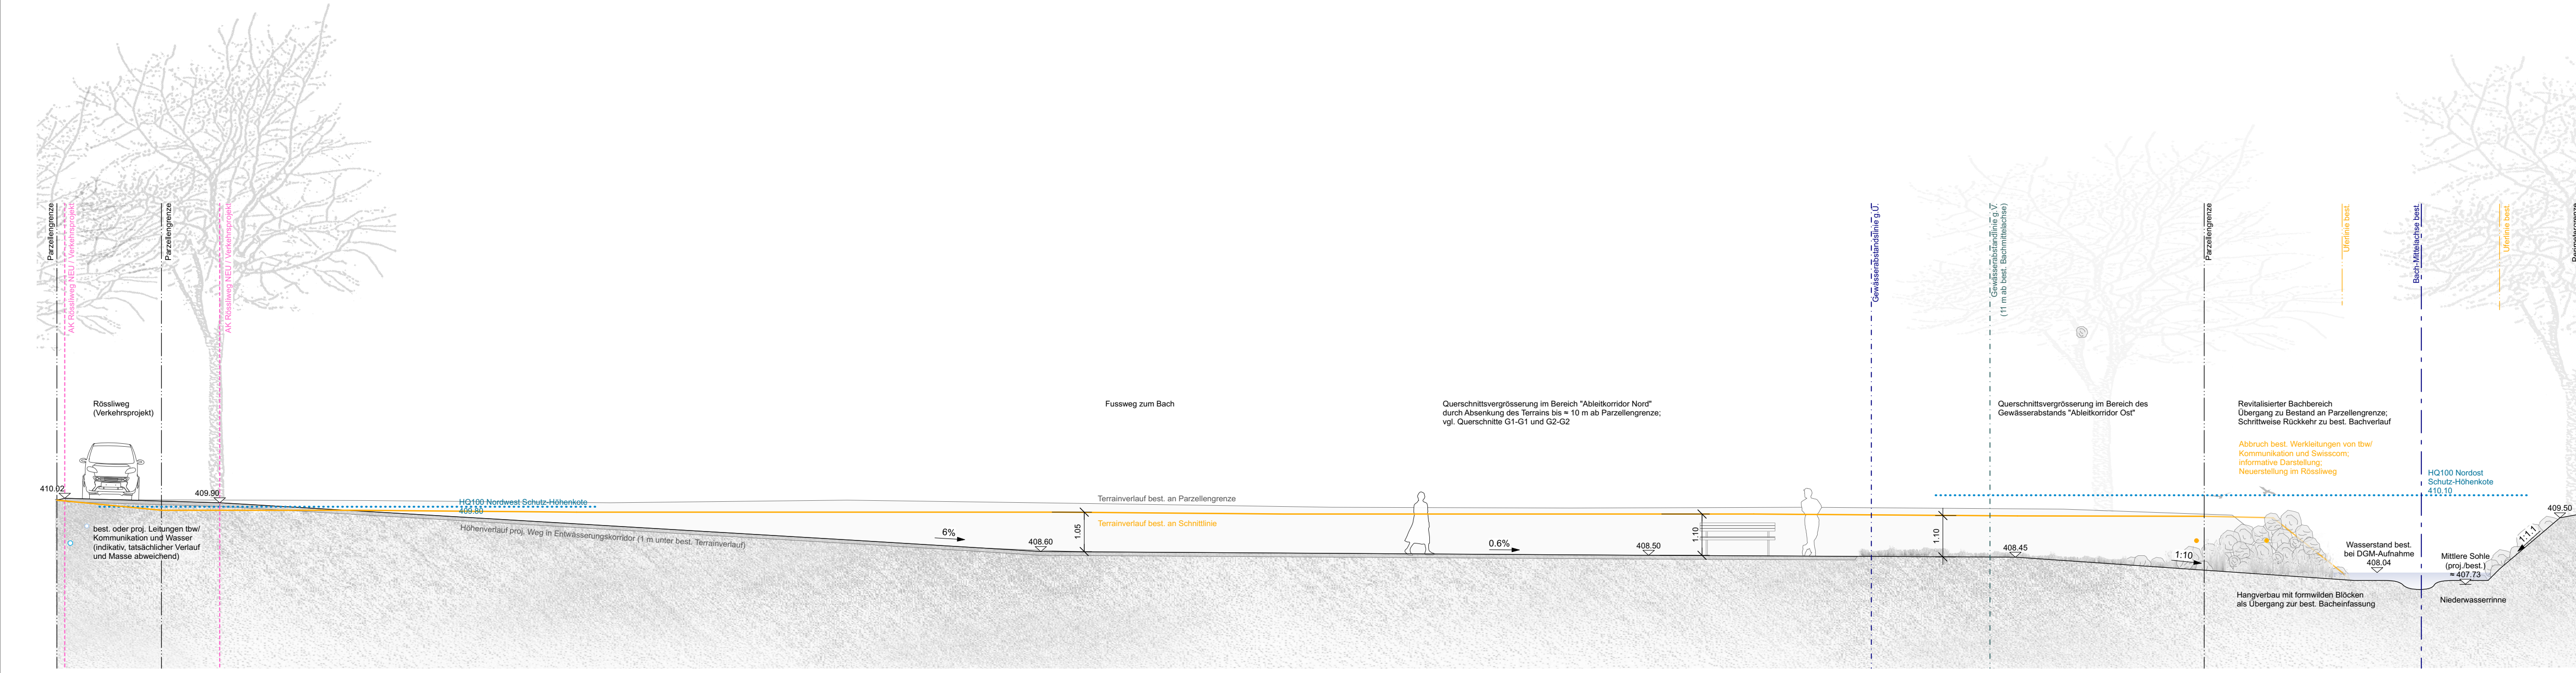 Parzellengrenze
AK Rössliweg NEU / Verkehrsprojekt
Parzellengrenze
AK Rössliweg NEU / Verkehrsprojekt
Gewässerabstandslinie g.Ü.
Gewässerabstandlinie g.V.
(11 m ab best. Bachmittelachse)
Parzellengrenze
Uferlinie best.
Bach-Mittelachse best.
Uferlinie best.
Rössliweg
(Verkehrsprojekt)
Fussweg zum Bach
Querschnittsvergrösserung im Bereich "Ableitkorridor Nord"
durch Absenkung des Terrains bis ≈ 10 m ab Parzellengrenze;
vgl. Querschnitte G1-G1 und G2-G2
Querschnittsvergrösserung im Bereich des
Gewässerabstands "Ableitkorridor Ost"
Revitalisierter Bachbereich
Übergang zu Bestand an Parzellengrenze;
Schrittweise Rückkehr zu best. Bachverlauf
Abbruch best. Werkleitungen von tbw/
Kommunikation und Swisscom;
informative Darstellung;
Neuerstellung im Rössliweg
HQ100 Nordost
Schutz-Höhenkote
410.10
410.02
409.90
HQ100 Nordwest Schutz-Höhenkote
409.80
Terrainverlauf best. an Parzellengrenze
Terrainverlauf best. an Schnittlinie
Höhenverlauf proj. Weg in Entwässerungskorridor (1 m unter best. Terrainverlauf)
best. oder proj. Leitungen tbw/
Kommunikation und Wasser
(indikativ, tatsächlicher Verlauf
und Masse abweichend)
6%
408.60
1.05
0.6%
408.50
1.10
1.10
408.45
1:10
Wasserstand best.
bei DGM-Aufnahme
408.04
Mittlere Sohle
(proj./best.)
≈ 407.73
1:1.1
409.50
Hangverbau mit formwilden Blöcken
als Übergang zur best. Bacheinfassung
Niederwasserrinne